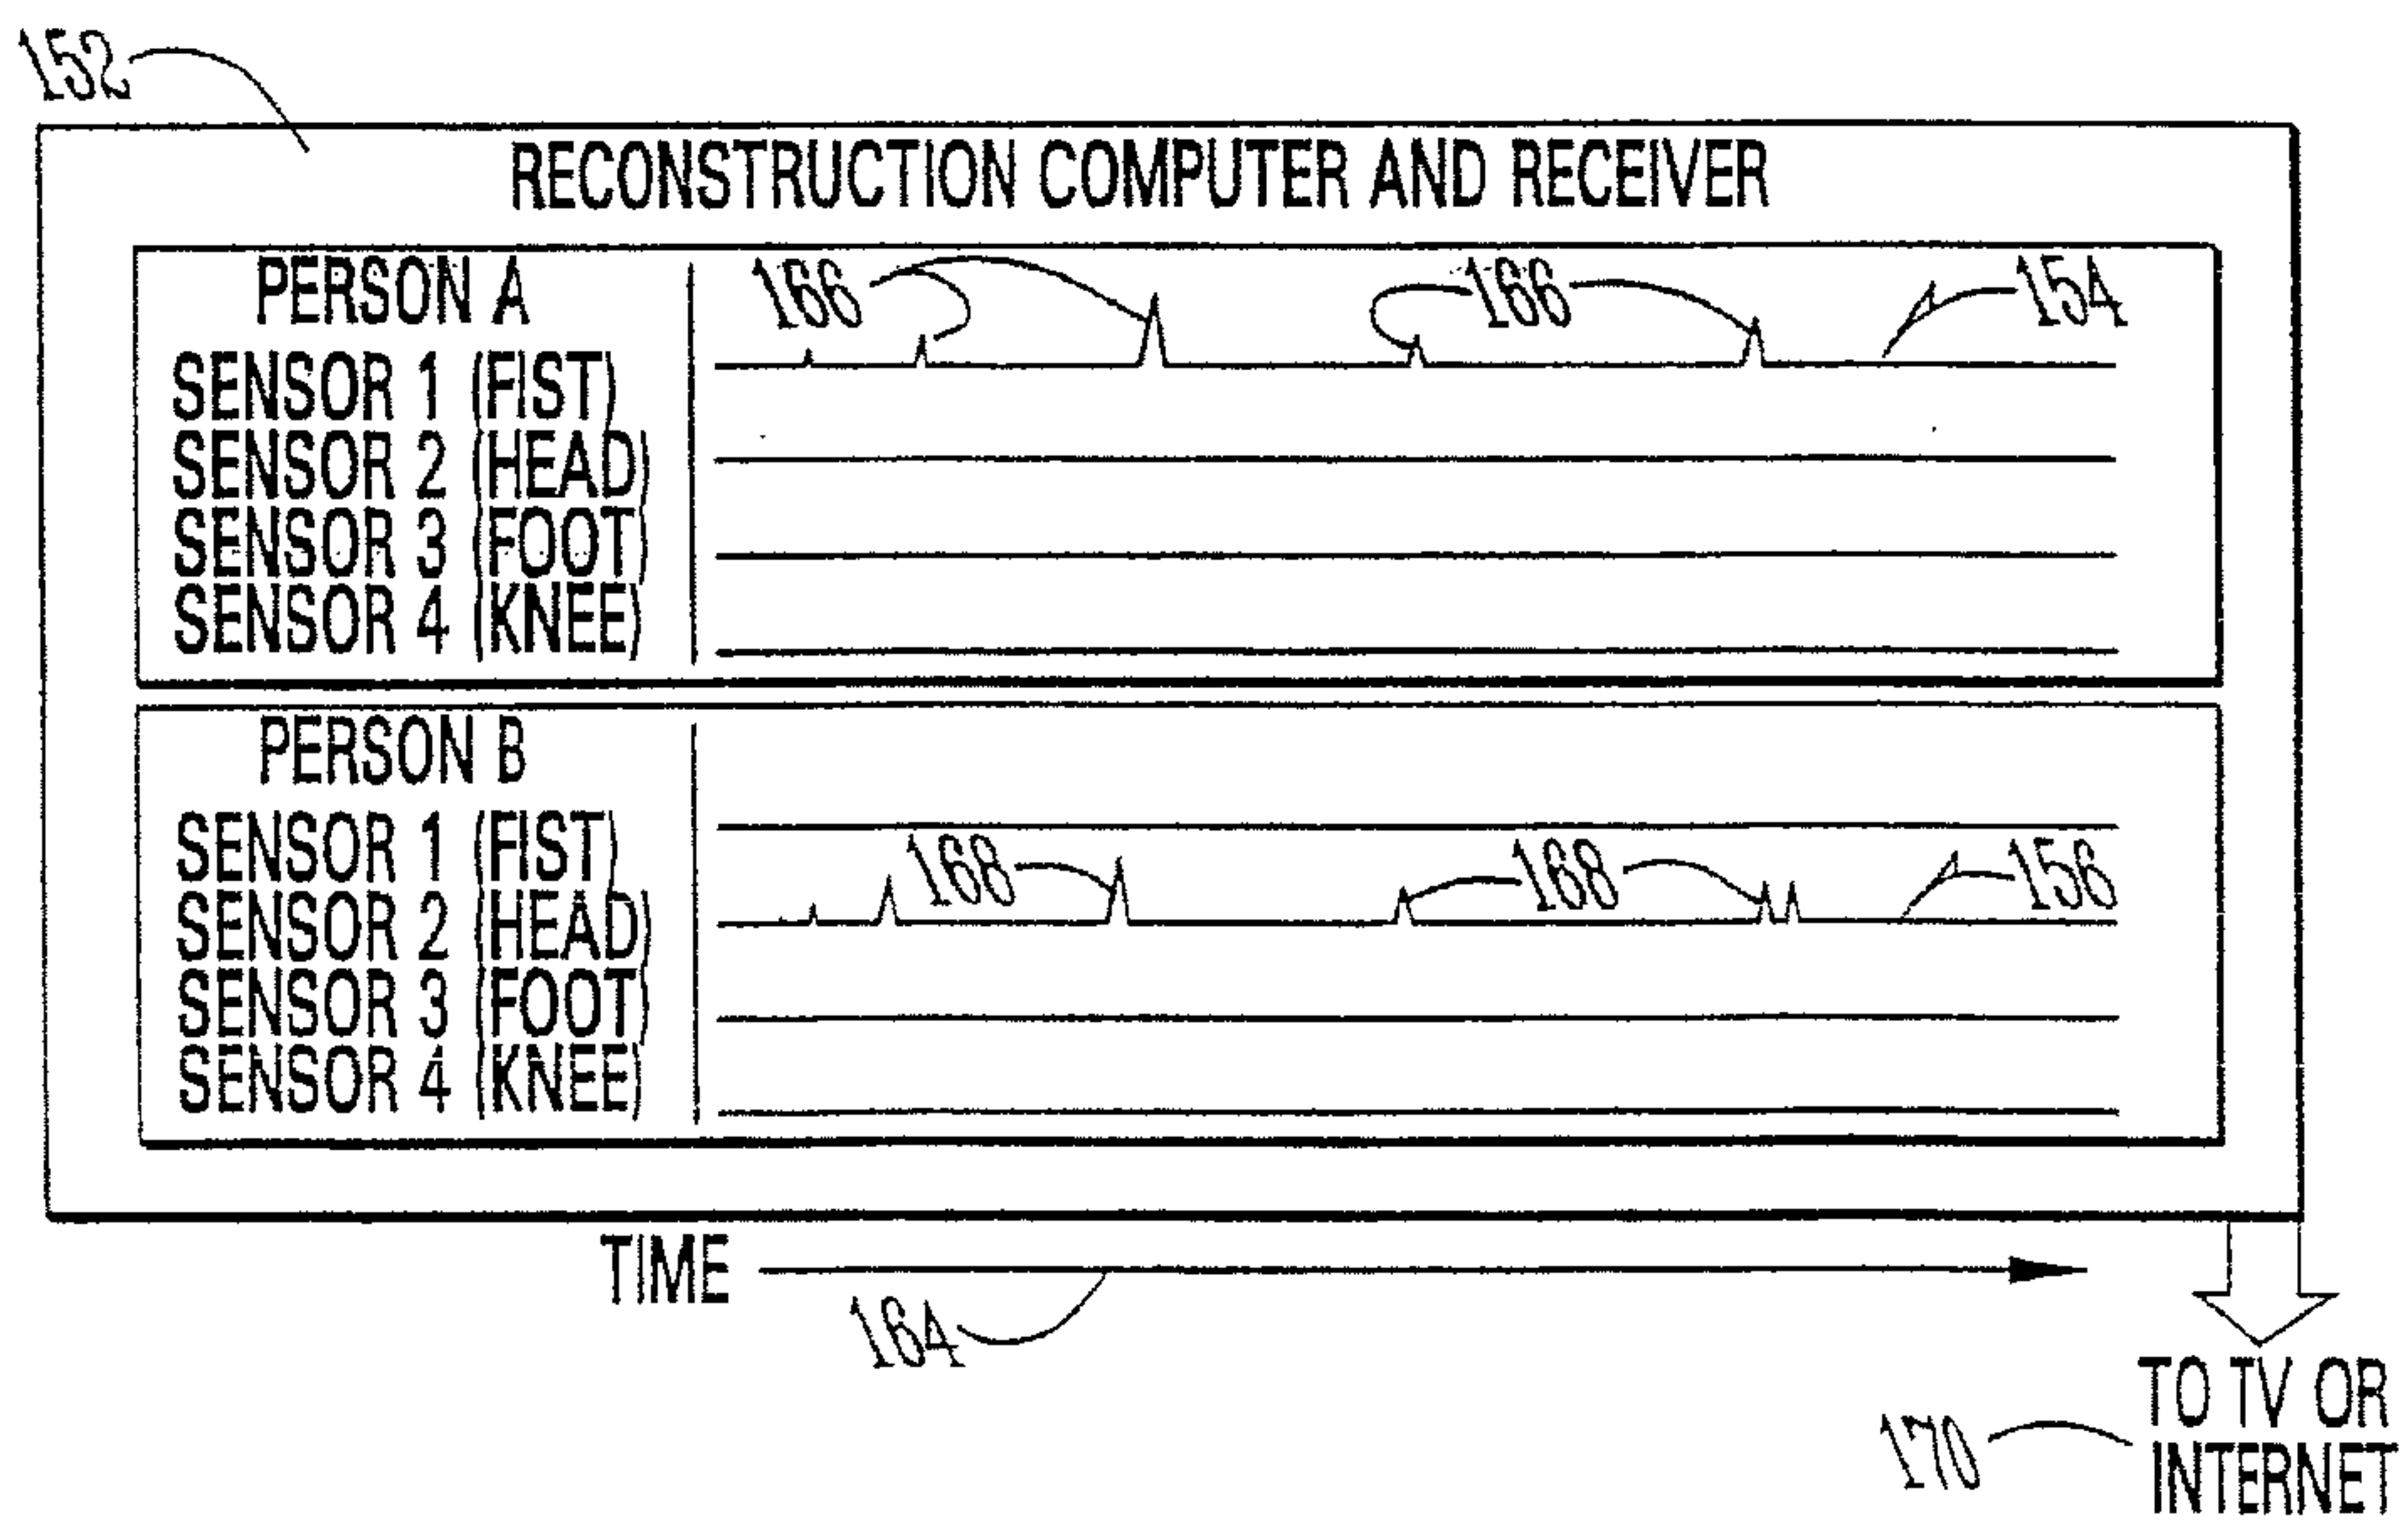 152
RECONSTRUCTION COMPUTER AND RECEIVER
PERSON A
166 166 154
SENSOR 1 (FIST)
SENSOR 2 (HEAD)
SENSOR 3 (FOOT)
SENSOR 4 (KNEE)
PERSON B
SENSOR 1 (FIST)
168 168 156
SENSOR 2 (HEAD)
SENSOR 3 (FOOT)
SENSOR 4 (KNEE)
TIME
164
TO TV OR
170 INTERNET